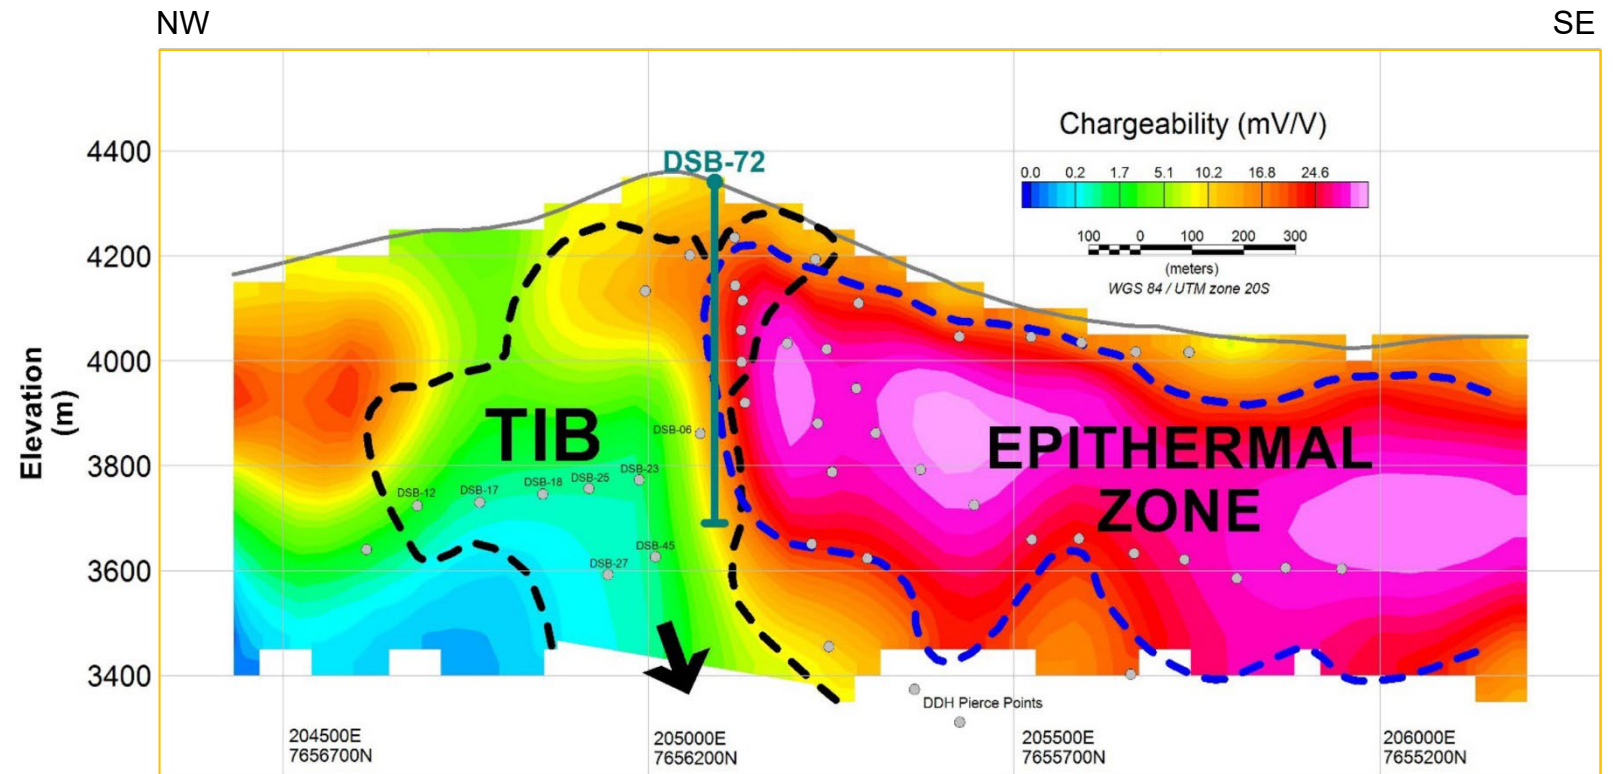 NW
SE
Chargeability (mV/V)
0.0 0.2 1.7 5.1 10.2 16.8 24.6
100 0 100 200 300
(meters)
WGS 84 / UTM zone 20S
DSB-72
4400
4200
4000
3800
3600
3400
Elevation
(m)
TIB
EPITHERMAL
ZONE
DSB-06
DSB-23
DSB-25
DSB-18
DSB-17
DSB-12
DSB-45
DSB-27
DDH Pierce Points
204500E
7656700N
205000E
7656200N
205500E
7655700N
206000E
7655200N